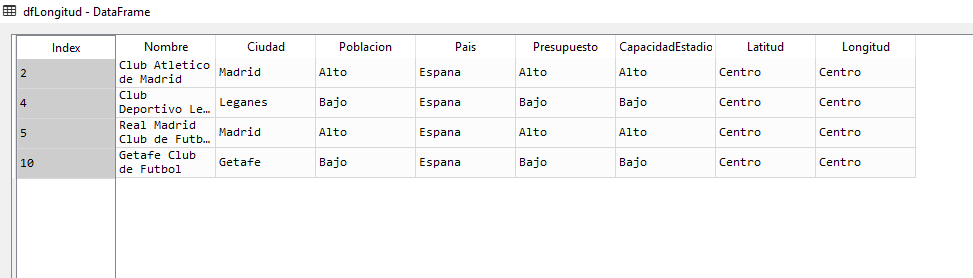 dfLongitud - DataFrame
Index Nombre Ciudad Poblacion Pais Presupuesto CapacidadEstadio Latitud Longitud
2 Club Atletico de Madrid Madrid Alto Espana Alto Alto Centro Centro
4 Club Deportivo Le… Leganes Bajo Espana Bajo Bajo Centro Centro
5 Real Madrid Club de Futb… Madrid Alto Espana Alto Alto Centro Centro
10 Getafe Club de Futbol Getafe Bajo Espana Bajo Bajo Centro Centro